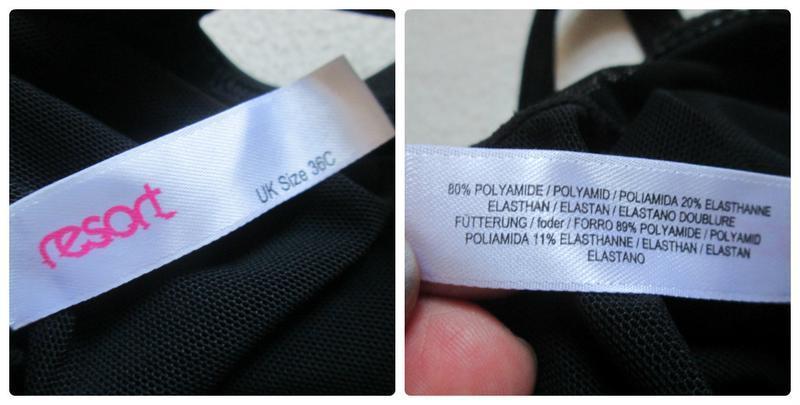 resort
UK Size 36C
80% POLYAMIDE / POLYAMID / POLIAMIDA 20% ELASTHANNE
ELASTHAN / ELASTAN / ELASTANO DOUBLURE
FÜTTERUNG / foder / FORRO 89% POLYAMIDE / POLYAMID
POLIAMIDA 11% ELASTHANNE / ELASTHAN / ELASTAN
ELASTANO